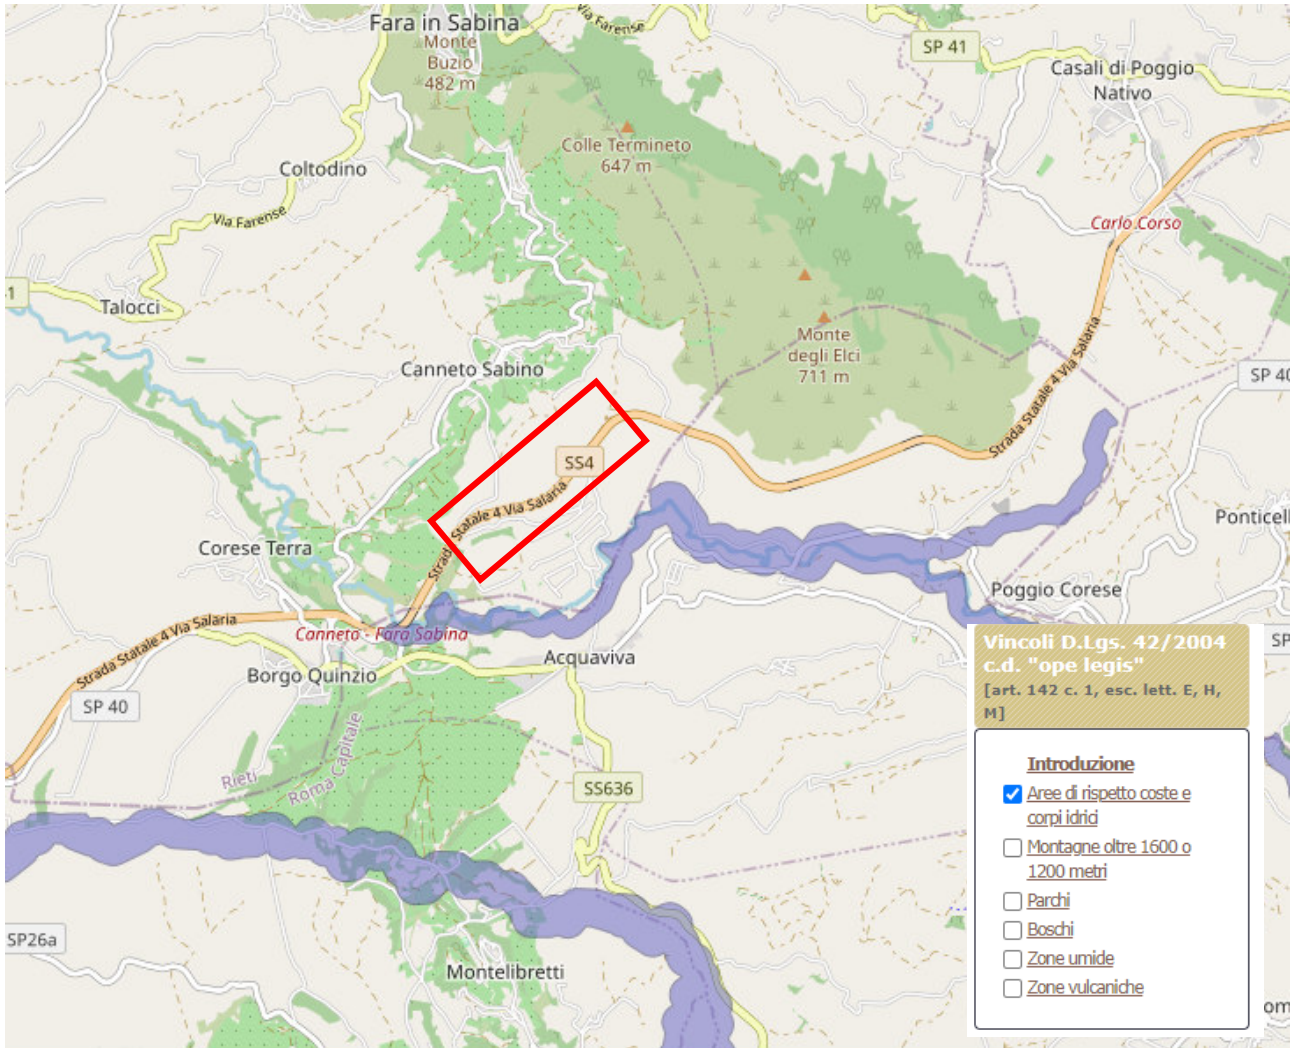 Fara in Sabina
Monte
Buzio
482 m
Via Farense
SP 41
Casali di Poggio
Nativo
Colle Termineto
647 m
Coltodino
Via Farense
Carlo Corso
1
Talocci
Monte
degli Elci
711 m
Canneto Sabino
SP 40
Strada Statale 4 Via Salaria
SS4
Strada Statale 4 Via Salaria
Ponticell
Corese Terra
Poggio Corese
Strada Statale 4 Via Salaria
Canneto - Fara Sabina
SP
Acquaviva
Borgo Quinzio
SP 40
Rieti
Roma Capitale
SS636
SP26a
Montelibretti
om
Vincoli D.Lgs. 42/2004
c.d. "ope legis"
[art. 142 c. 1, esc. lett. E, H,
M]
Introduzione
Aree di rispetto coste e
corpi idrici
Montagne oltre 1600 o
1200 metri
Parchi
Boschi
Zone umide
Zone vulcaniche